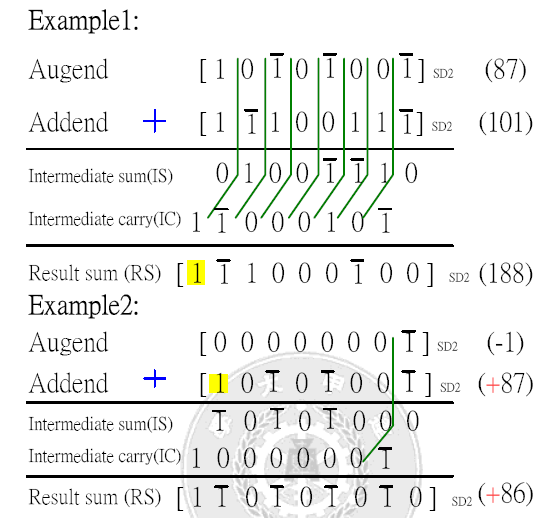 Example1:
Augend [ 1 0 1̅ 0 1̅ 0 0 1̅ ] SD2 (87)
Addend + [ 1 1̅ 1 0 0 1 1 1̅ ] SD2 (101)
Intermediate sum(IS) 0 1 0 0 1̅ 1̅ 1 0
Intermediate carry(IC) 1 1̅ 0 0 0 1 0 1̅
Result sum (RS) [ 1 1̅ 1 0 0 0 1̅ 0 0 ] SD2 (188)
Example2:
Augend [ 0 0 0 0 0 0 0 1̅ ] SD2 (-1)
Addend + [ 1 0 1̅ 0 1̅ 0 0 1̅ ] SD2 (+87)
Intermediate sum(IS) 1̅ 0 1̅ 0 1̅ 0 0 0
Intermediate carry(IC) 1 0 0 0 0 0 0 1̅
Result sum (RS) [ 1 1̅ 0 1̅ 0 1̅ 0 1̅ 0 ] SD2 (+86)